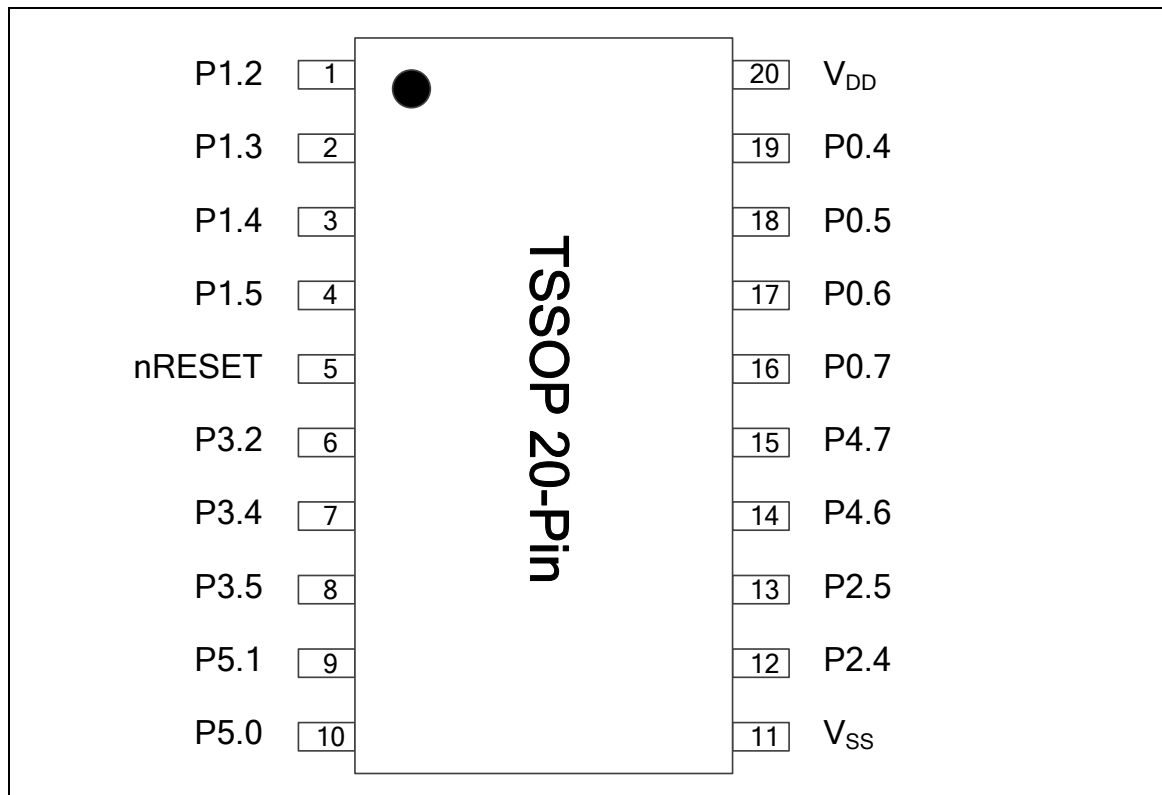 P1.2 1 20 VDD
P1.3 2 19 P0.4
P1.4 3 18 P0.5
P1.5 4 17 P0.6
nRESET 5 16 P0.7
P3.2 6 15 P4.7
P3.4 7 14 P4.6
P3.5 8 13 P2.5
P5.1 9 12 P2.4
P5.0 10 11 VSS
TSSOP 20-Pin